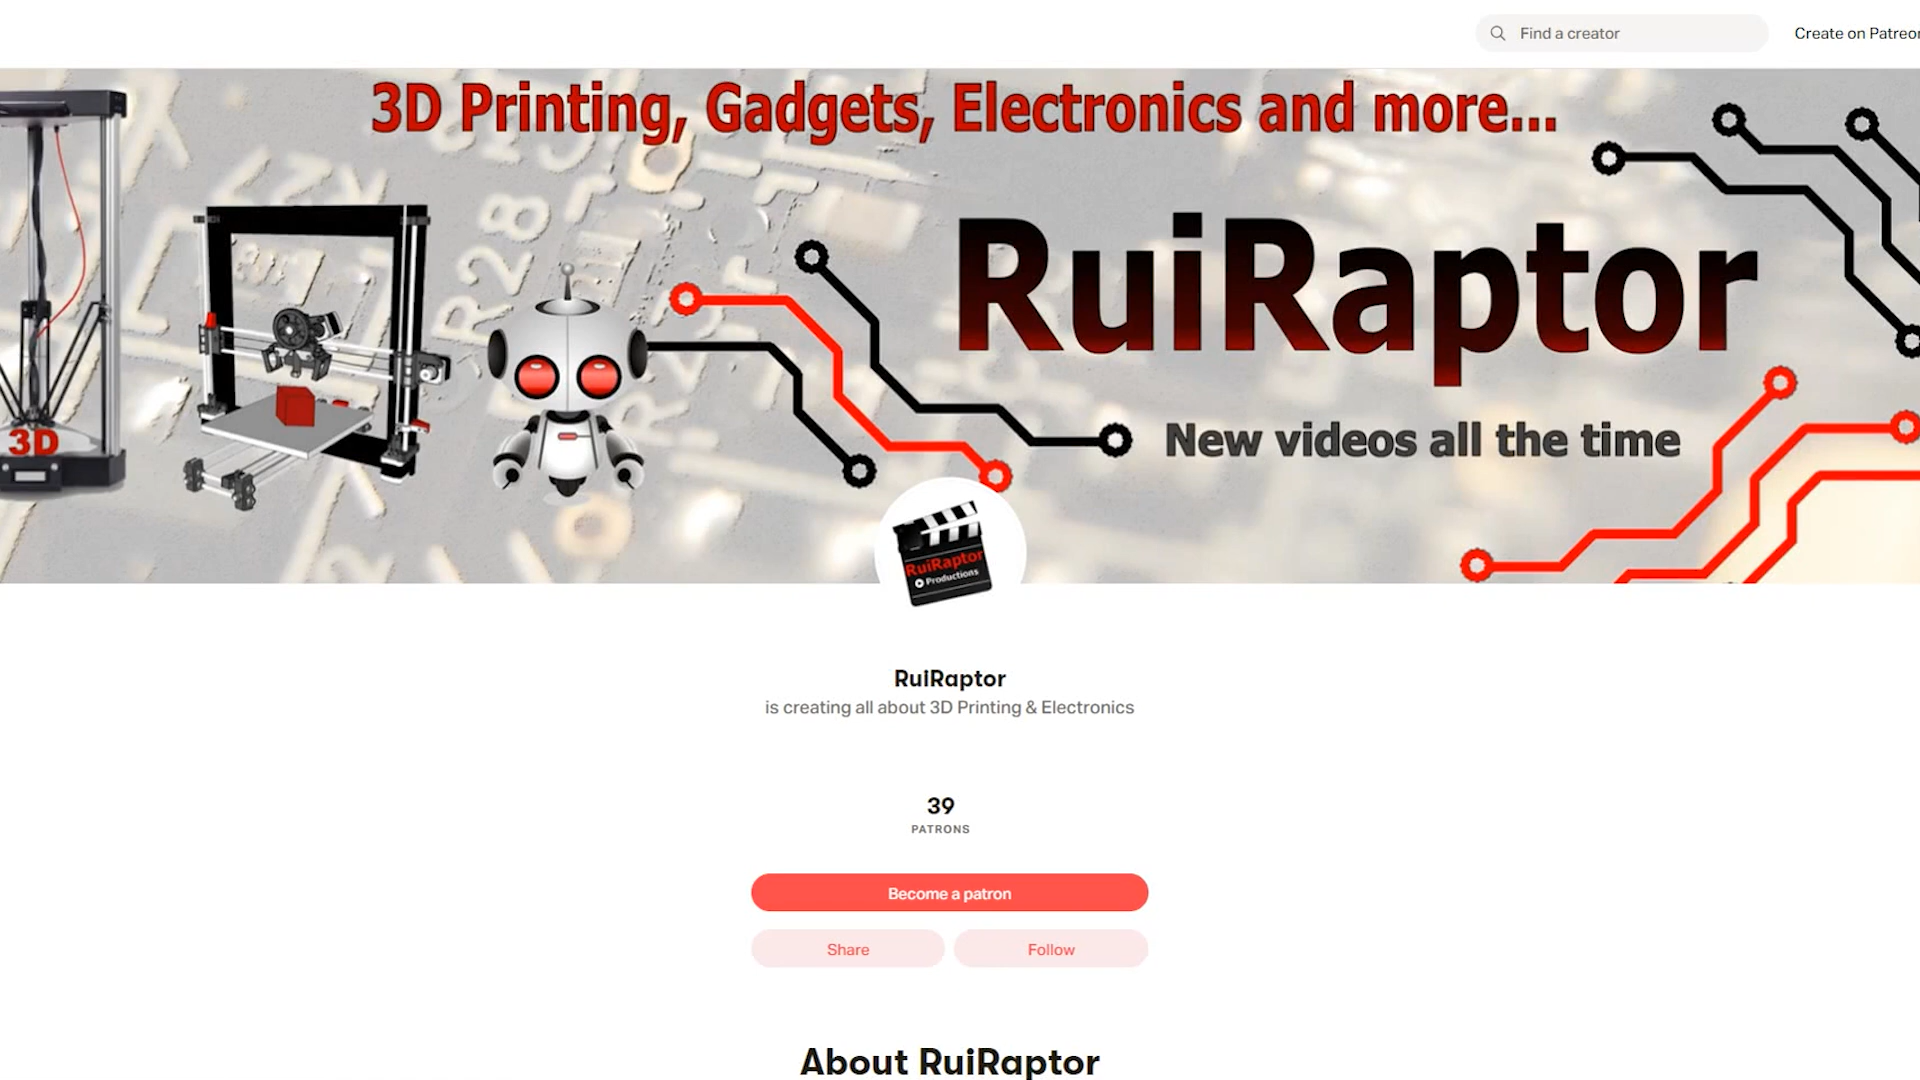 Find a creator
Create on Patreon
3D Printing, Gadgets, Electronics and more...
R28
RuiRaptor
3D
New videos all the time
RuiRaptor
Productions
RuiRaptor
is creating all about 3D Printing & Electronics
39
PATRONS
Become a patron
Share
Follow
About RuiRaptor